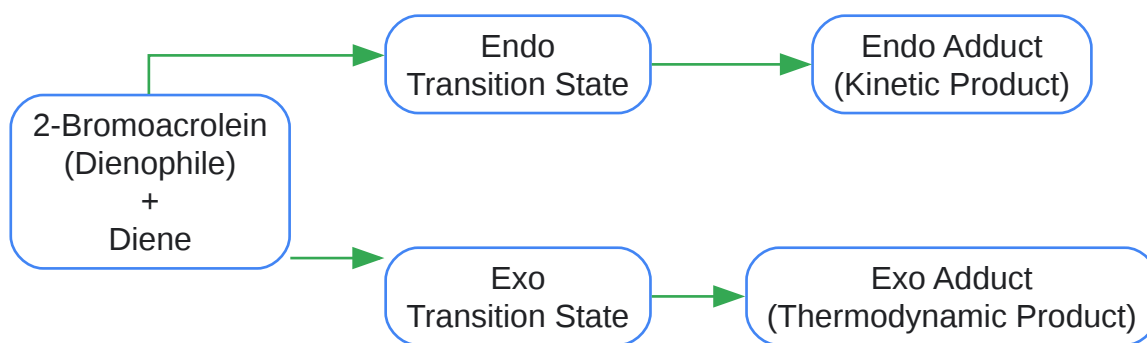 2-Bromoacrolein
(Dienophile)
+
Diene
Endo
Transition State
Endo Adduct
(Kinetic Product)
Exo
Transition State
Exo Adduct
(Thermodynamic Product)